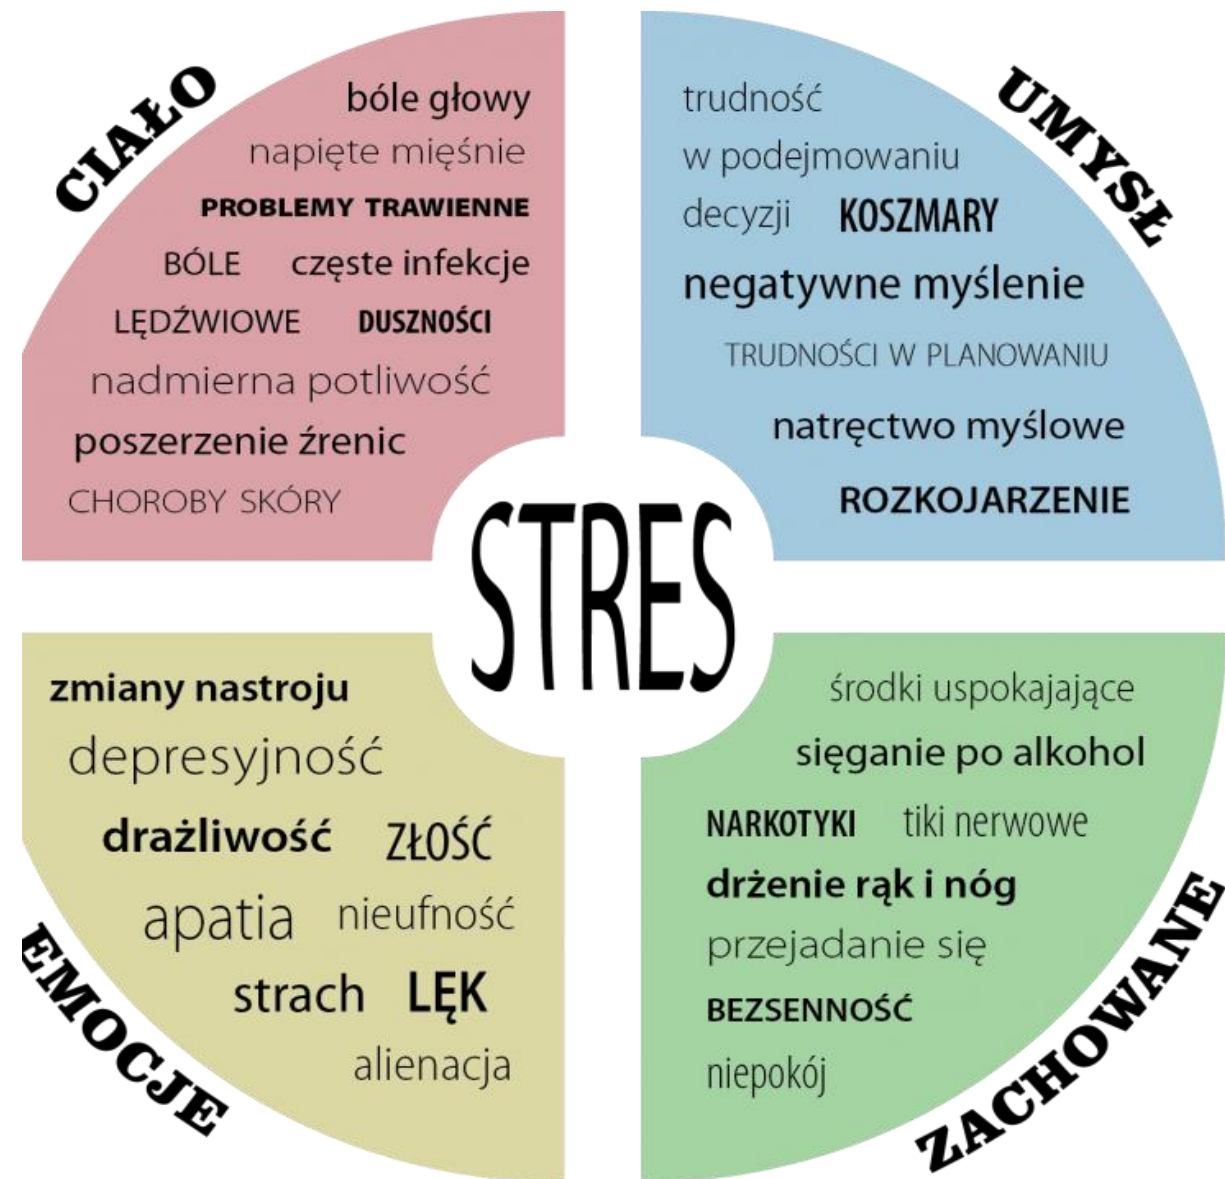 CIAŁO
bóle głowy
napięte mięśnie
PROBLEMY TRAWIENNE
BÓLE częste infekcje
LĘDŹWIOWE DUSZNOŚCI
nadmierna potliwość
poszerzenie źrenic
CHOROBY SKÓRY
UMYSŁ
trudność
w podejmowaniu
decyzji KOSZMARY
negatywne myślenie
TRUDNOŚCI W PLANOWANIU
natręctwo myślowe
ROZKOJARZENIE
STRES
zmiany nastroju
depresyjność
drażliwość ZŁOŚĆ
apatia nieufność
strach LĘK
alienacja
EMOCJE
środki uspokajające
sięganie po alkohol
NARKOTYKI tiki nerwowe
drżenie rąk i nóg
przejadanie się
BEZSENNOŚĆ
niepokój
ZACHOWANE